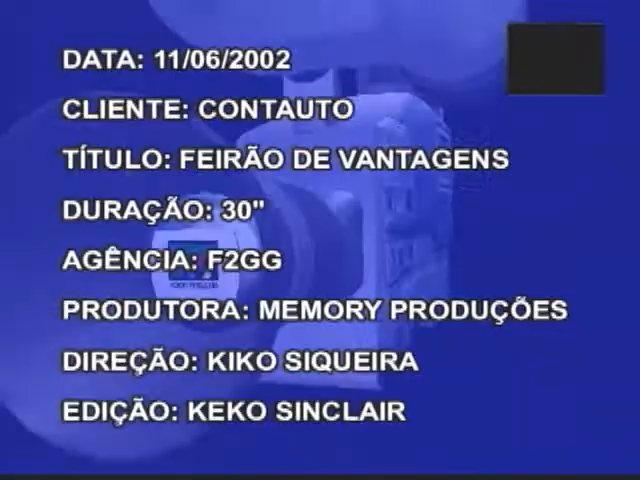 DATA: 11/06/2002
CLIENTE: CONTAUTO
TÍTULO: FEIRÃO DE VANTAGENS
DURAÇÃO: 30"
AGÊNCIA: F2GG
PRODUTORA: MEMORY PRODUÇÕES
DIREÇÃO: KIKO SIQUEIRA
EDIÇÃO: KEKO SINCLAIR